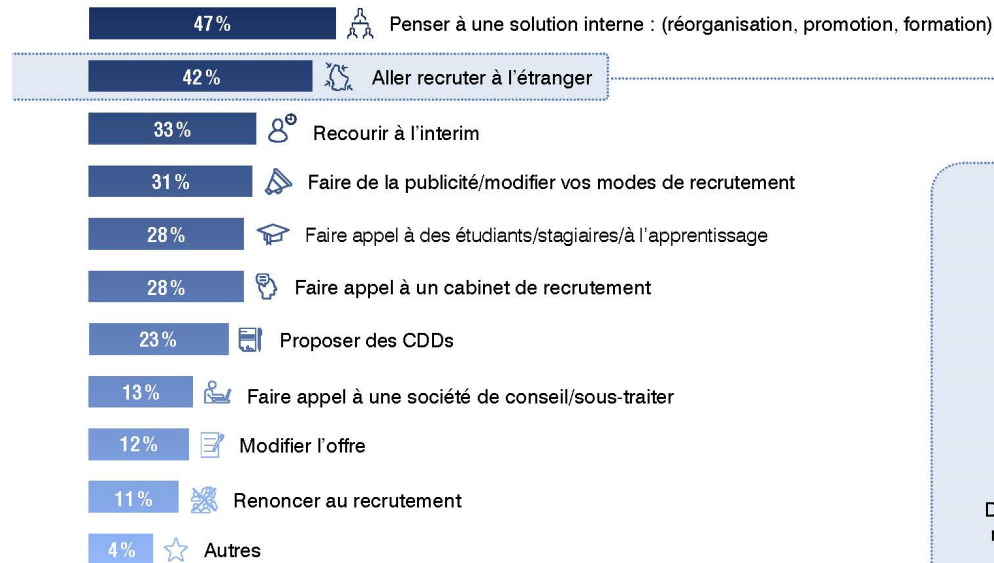 47 % Penser à une solution interne : (réorganisation, promotion, formation)
42 % Aller recruter à l'étranger
33 % Recourir à l'interim
31 % Faire de la publicité/modifier vos modes de recrutement
28 % Faire appel à des étudiants/stagiaires/à l'apprentissage
28 % Faire appel à un cabinet de recrutement
23 % Proposer des CDDs
13 % Faire appel à une société de conseil/sous-traiter
12 % Modifier l'offre
11 % Renoncer au recrutement
D
4 % Autres